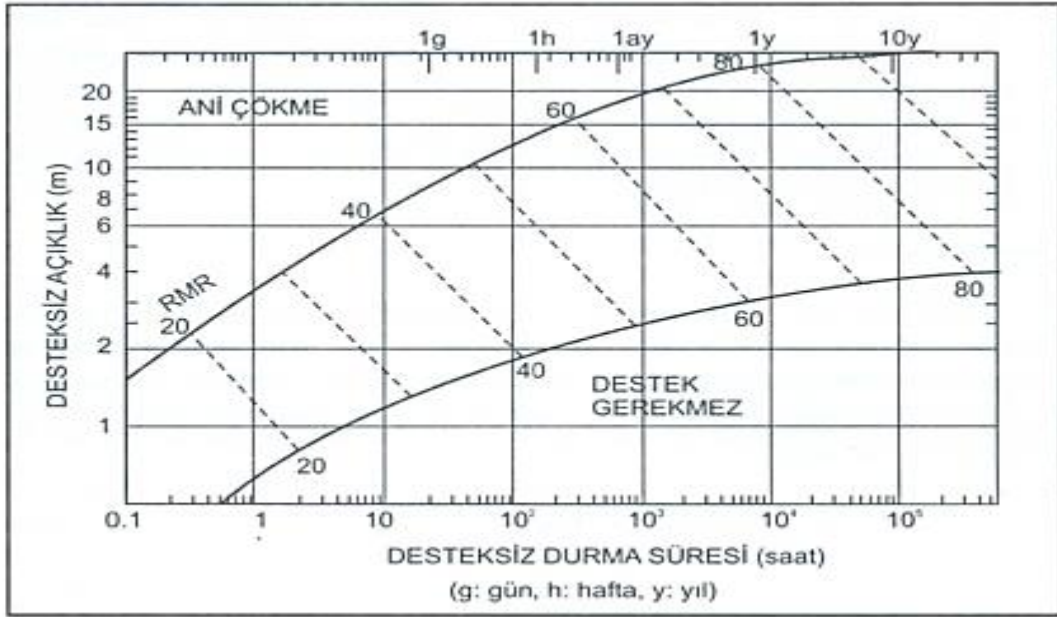 1g 1h 1ay 1y 10y
80
20
ANİ ÇÖKME
15
60
10
8
40
6
4
RMR
20
80
2
60
40
DESTEK
GEREKMEZ
1
20
DESTEKSİZ AÇIKLIK (m)
0.1 1 10 10² 10³ 10⁴ 10⁵
DESTEKSİZ DURMA SÜRESİ (saat)
(g: gün, h: hafta, y: yıl)